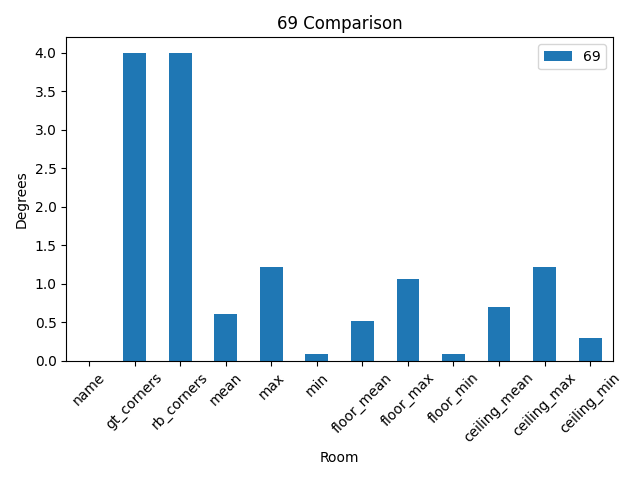 69 Comparison
69
Degrees
4.0
3.5
3.0
2.5
2.0
1.5
1.0
0.5
0.0
name
gt_corners
rb_corners
mean
max
min
floor_mean
floor_max
floor_min
ceiling_mean
ceiling_max
ceiling_min
Room